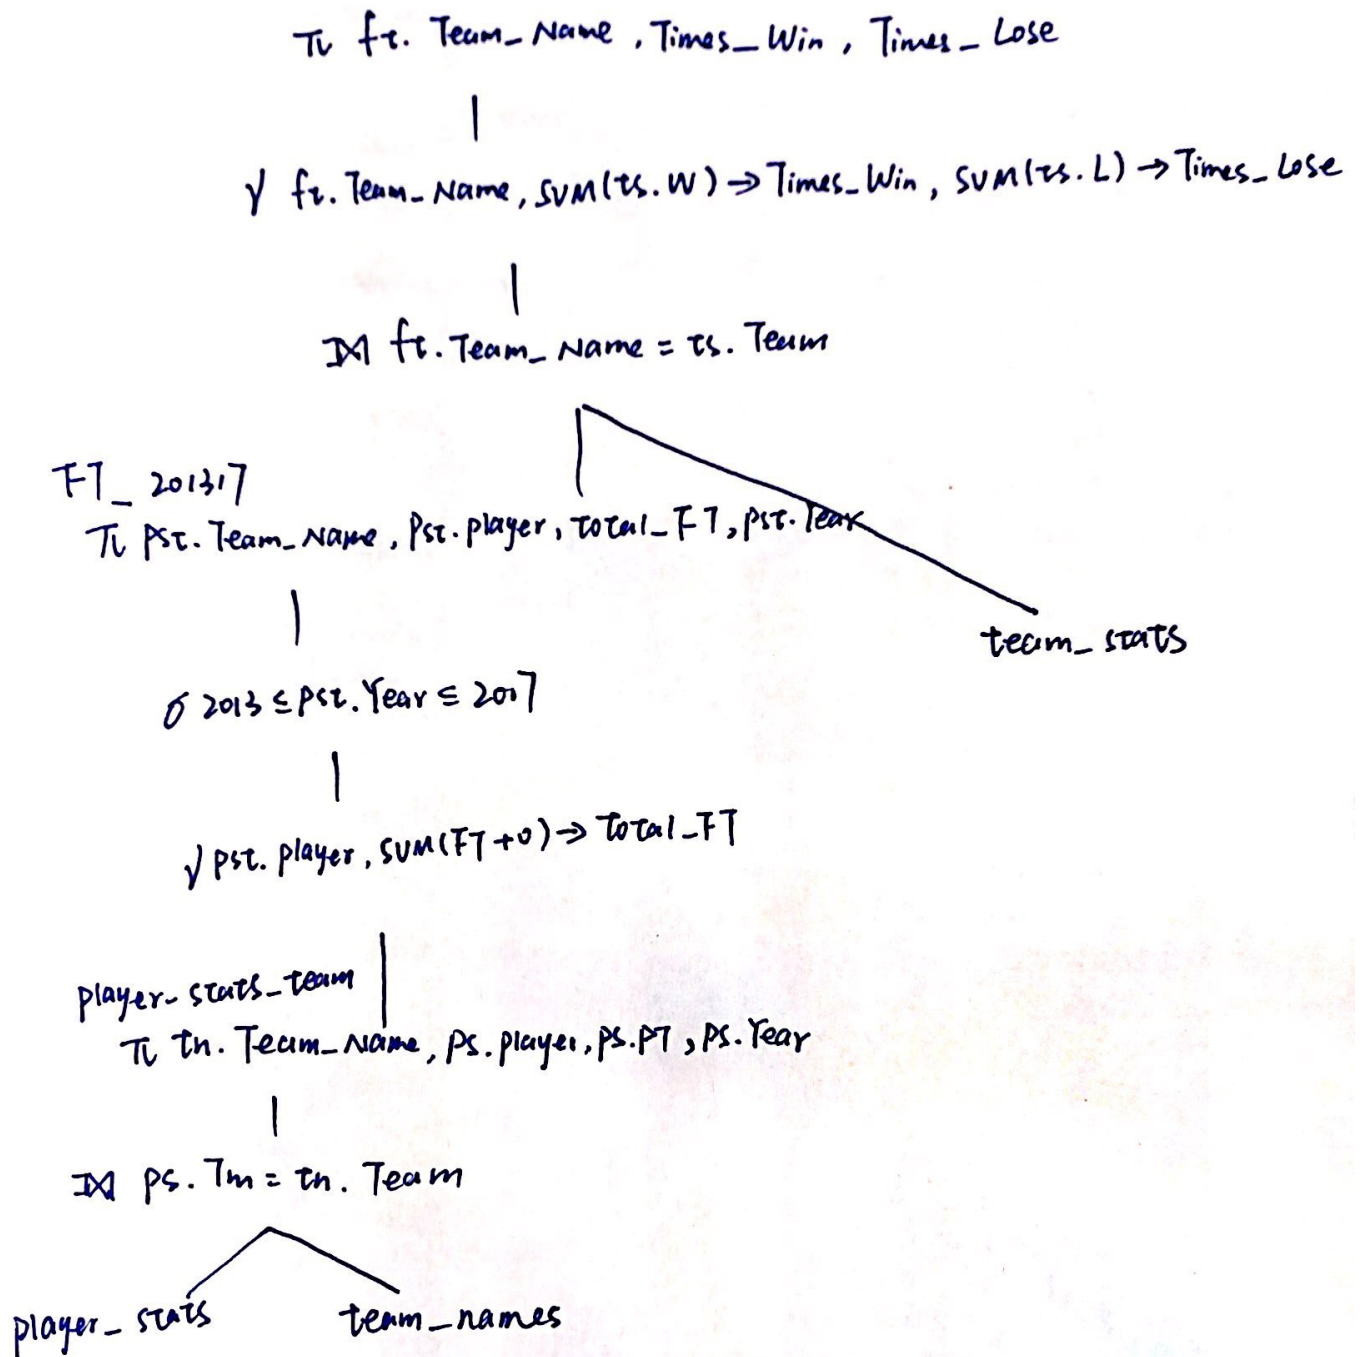 π ft. Team_Name, Times_Win, Times_Lose
γ ft. Team_Name, SUM(ts.W) → Times_Win, SUM(ts.L) → Times_Lose
⟕ ft. Team_Name = ts. Team
FT_201317
π pst. Team_Name, Pst. player, total_FT, pst. Year
team_stats
σ 2013 ≤ pst. Year ≤ 2017
γ pst. player, SUM(FT+0) → Total_FT
player_stats_team
π tn. Team_Name, ps. player, ps.PT, ps. Year
⟕ ps. Tm = tn. Team
player_stats team_names